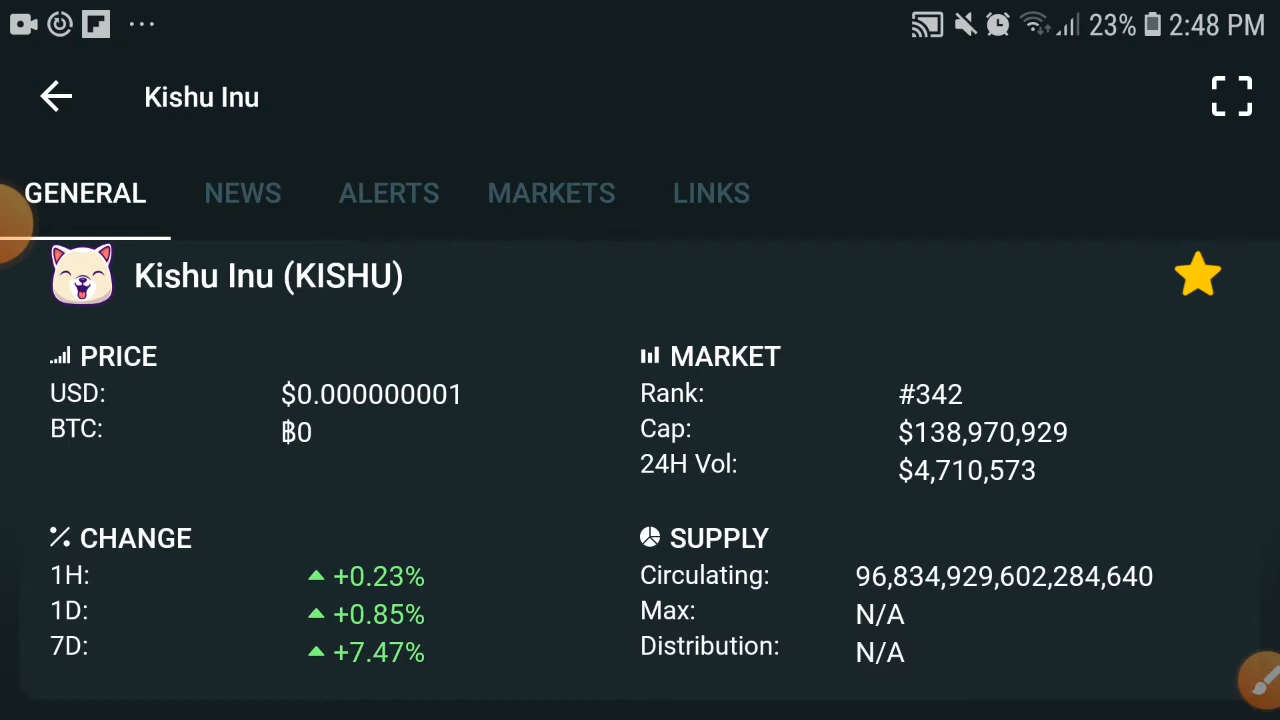 23% 2:48 PM
Kishu Inu
GENERAL NEWS ALERTS MARKETS LINKS
Kishu Inu (KISHU)
PRICE
USD: $0.000000001
BTC: ₿0
MARKET
Rank: #342
Cap: $138,970,929
24H Vol: $4,710,573
CHANGE
1H: +0.23%
1D: +0.85%
7D: +7.47%
SUPPLY
Circulating: 96,834,929,602,284,640
Max: N/A
Distribution: N/A